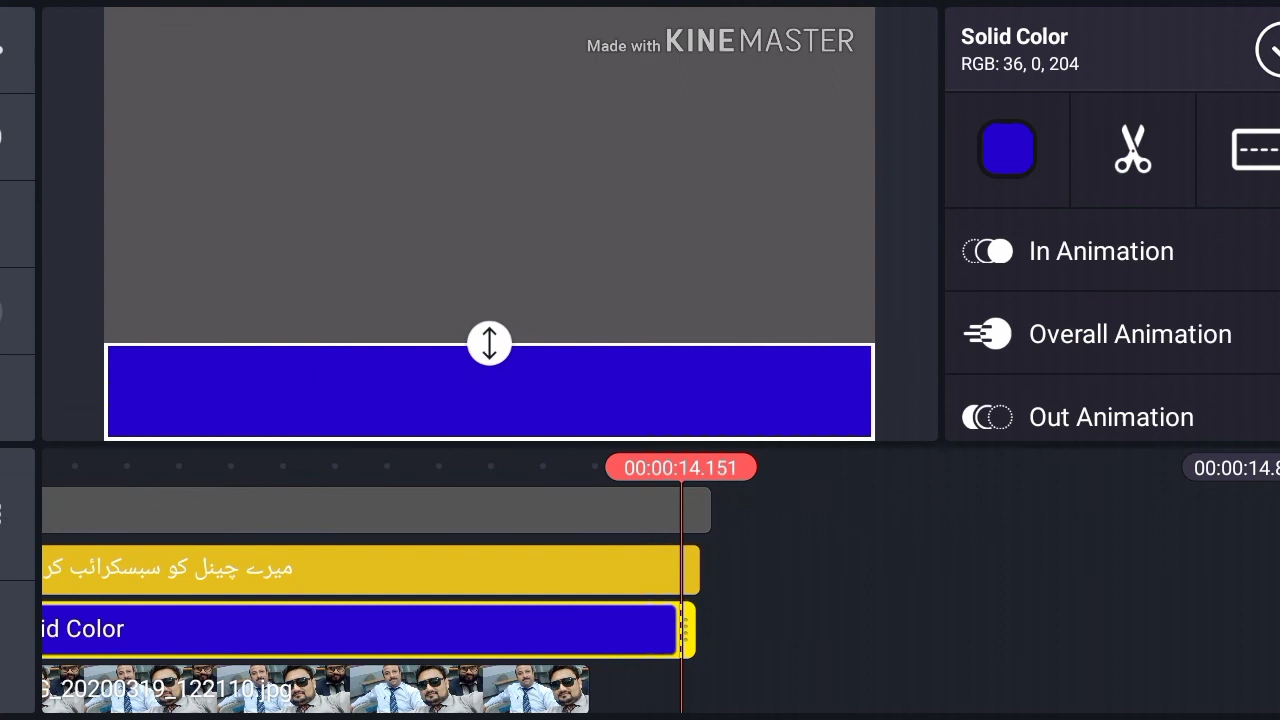 Made with KINEMASTER
Solid Color
RGB: 36, 0, 204
In Animation
Overall Animation
Out Animation
00:00:14.151
00:00:14.8
میرے چینل کو سبسکرائب کر
id Color
_20200319_122110.jpg